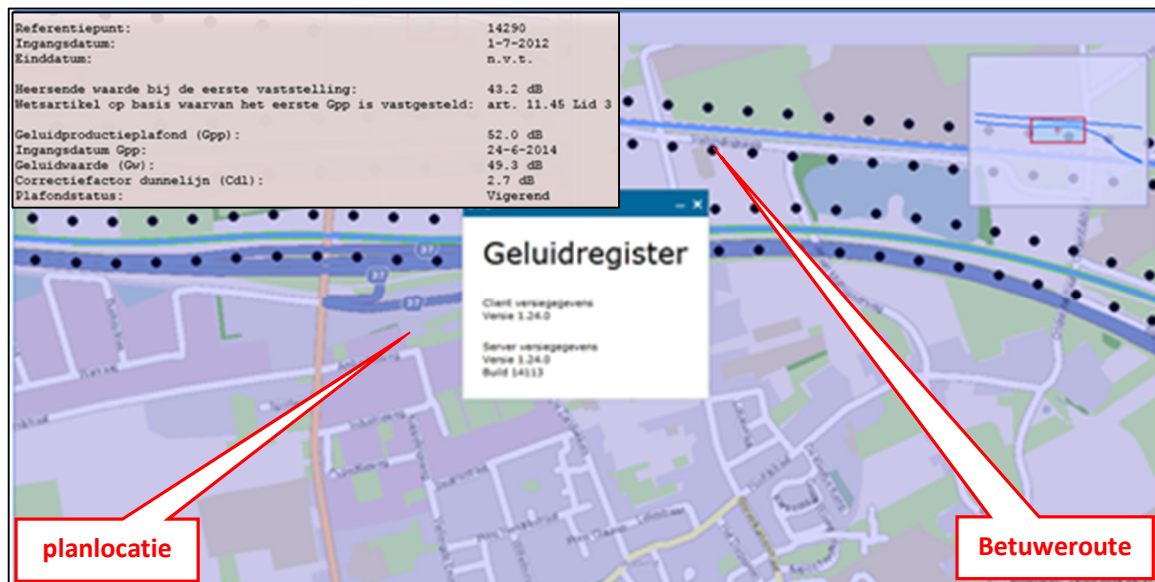 Referentiepunt: 14290
Ingangsdatum: 1-7-2012
Einddatum: n.v.t.
Heersende waarde bij de eerste vaststelling: 43.2 dB
Wetsartikel op basis waarvan het eerste Gpp is vastgesteld: art. 11.45 Lid 3
Geluidproductieplafond (Gpp): 52.0 dB
Ingangsdatum Gpp: 24-6-2014
Geluidwaarde (Gw): 49.3 dB
Correctiefactor dunnelijn (Cdl): 2.7 dB
Plafondstatus: Vigerend
Geluidregister
Client versiegegevens
Versie 1.24.0
Server versiegegevens
Versie 1.24.0
Build 14113
37
37
37
planlocatie
Betuweroute